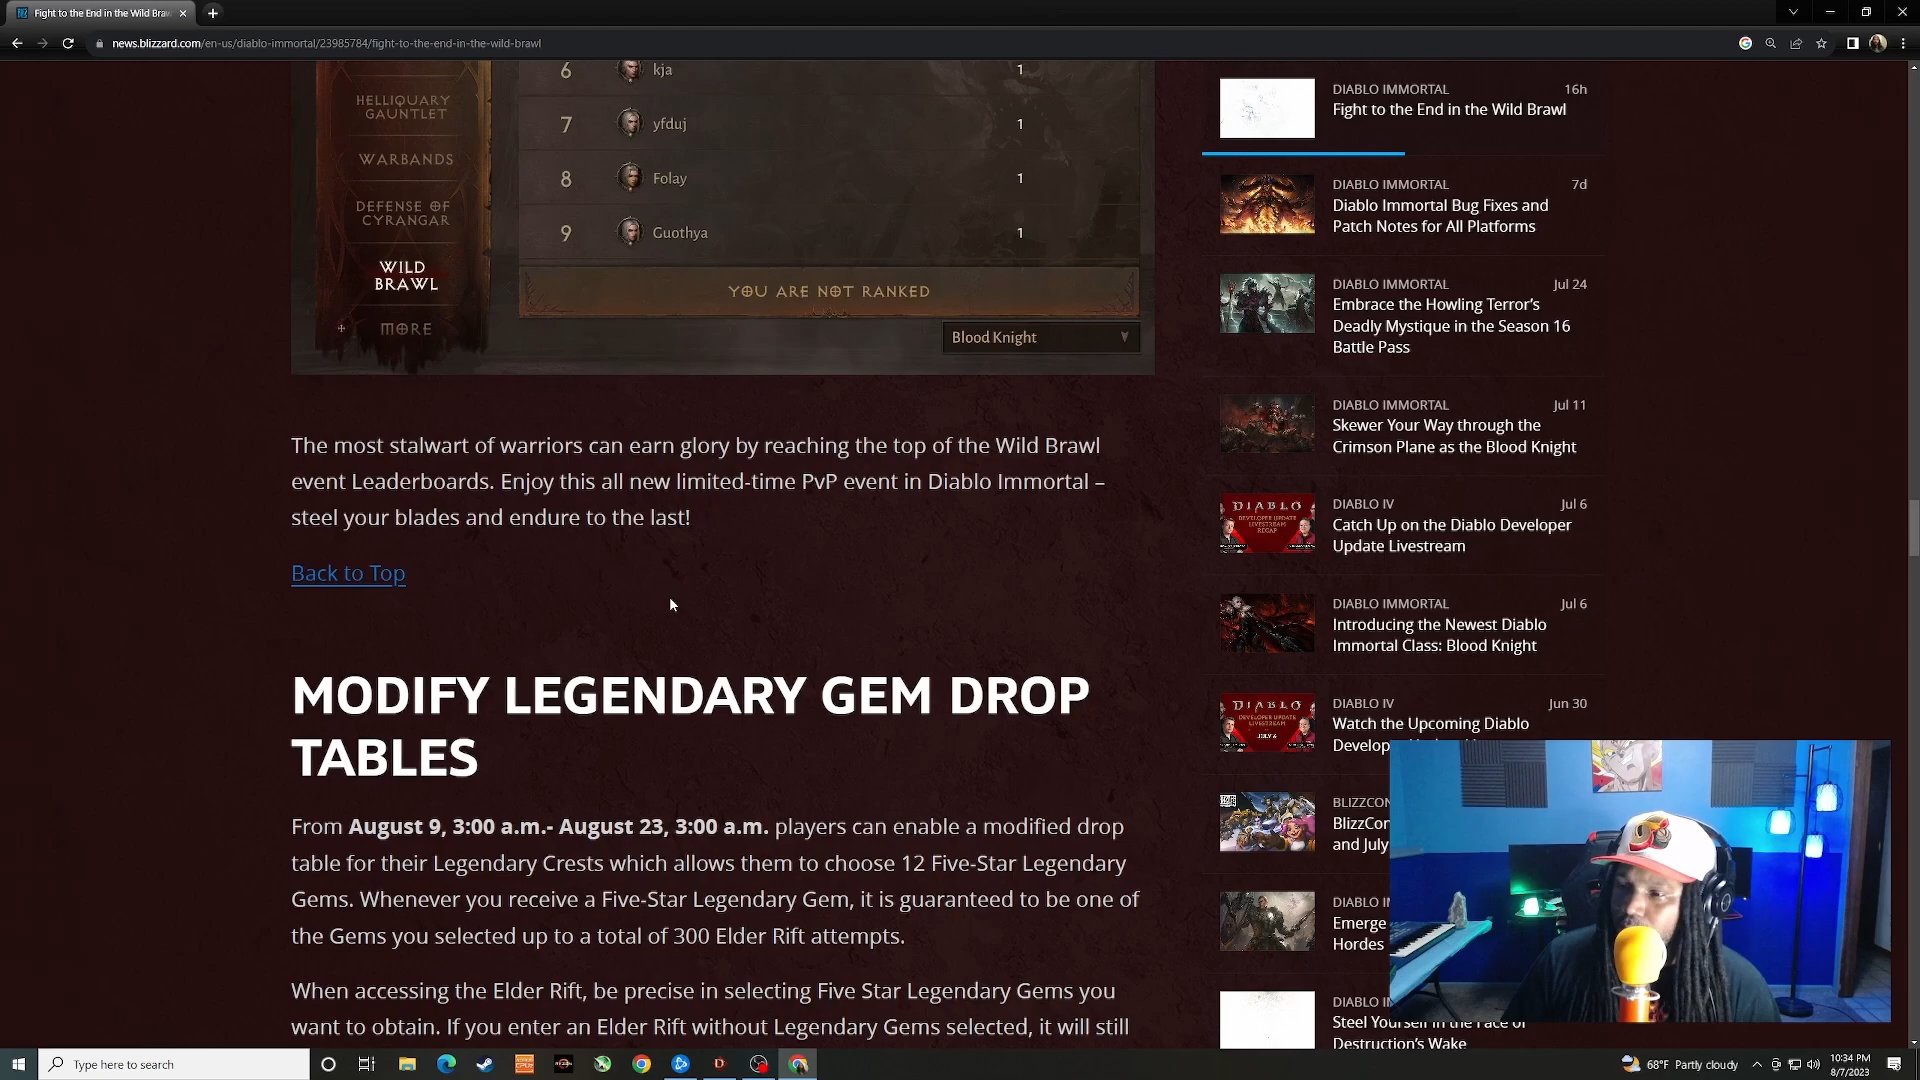 Fight to the End in the Wild Braw
news.blizzard.com/en-us/diablo-immortal/23985784/fight-to-the-end-in-the-wild-brawl
HELLIQUARY
GAUNTLET
WARBANDS
DEFENSE OF
CYRANGAR
WILD
BRAWL
MORE
6 kja 1
7 yfduj 1
8 Folay 1
9 Guothya 1
YOU ARE NOT RANKED
Blood Knight
The most stalwart of warriors can earn glory by reaching the top of the Wild Brawl
event Leaderboards. Enjoy this all new limited-time PvP event in Diablo Immortal –
steel your blades and endure to the last!
Back to Top
MODIFY LEGENDARY GEM DROP
TABLES
From August 9, 3:00 a.m.- August 23, 3:00 a.m. players can enable a modified drop
table for their Legendary Crests which allows them to choose 12 Five-Star Legendary
Gems. Whenever you receive a Five-Star Legendary Gem, it is guaranteed to be one of
the Gems you selected up to a total of 300 Elder Rift attempts.
When accessing the Elder Rift, be precise in selecting Five Star Legendary Gems you
want to obtain. If you enter an Elder Rift without Legendary Gems selected, it will still
DIABLO IMMORTAL 16h
Fight to the End in the Wild Brawl
DIABLO IMMORTAL 7d
Diablo Immortal Bug Fixes and
Patch Notes for All Platforms
DIABLO IMMORTAL Jul 24
Embrace the Howling Terror's
Deadly Mystique in the Season 16
Battle Pass
DIABLO IMMORTAL Jul 11
Skewer Your Way through the
Crimson Plane as the Blood Knight
DIABLO
DEVELOPER UPDATE
LIVESTREAM
RECAP
DIABLO IV Jul 6
Catch Up on the Diablo Developer
Update Livestream
DIABLO IMMORTAL Jul 6
Introducing the Newest Diablo
Immortal Class: Blood Knight
DIABLO
DEVELOPER UPDATE
LIVESTREAM
JULY 6
DIABLO IV Jun 30
Watch the Upcoming Diablo
Develop
BLIZZCON
BlizzCon
and July
DIABLO I
Emerge
Hordes
DIABLO I
Steel Yourself in the Face of
Destruction's Wake
Type here to search
68°F Partly cloudy
10:34 PM
8/7/2023